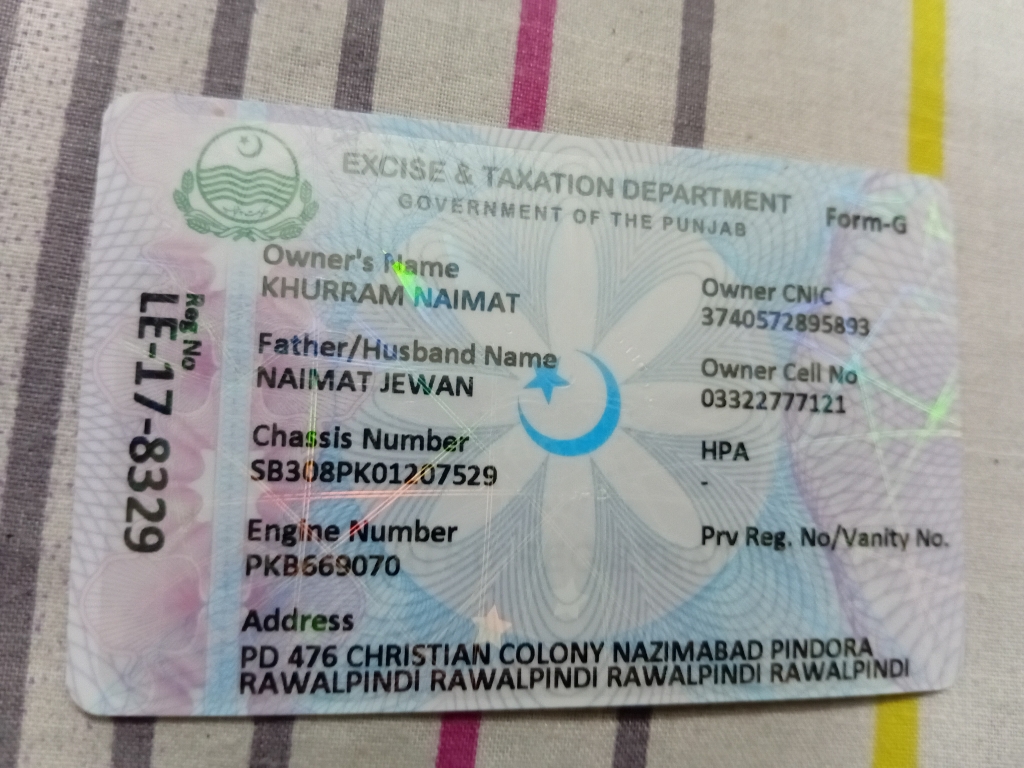 EXCISE & TAXATION DEPARTMENT
GOVERNMENT OF THE PUNJAB
Form-G
Reg No
LE-17-8329
Owner's Name
KHURRAM NAIMAT
Owner CNIC
3740572895893
Father/Husband Name
NAIMAT JEWAN
Owner Cell No
03322777121
Chassis Number
SB308PK01207529
HPA
-
Engine Number
PKB669070
Prv Reg. No/Vanity No.
Address
PD 476 CHRISTIAN COLONY NAZIMABAD PINDORA
RAWALPINDI RAWALPINDI RAWALPINDI RAWALPINDI